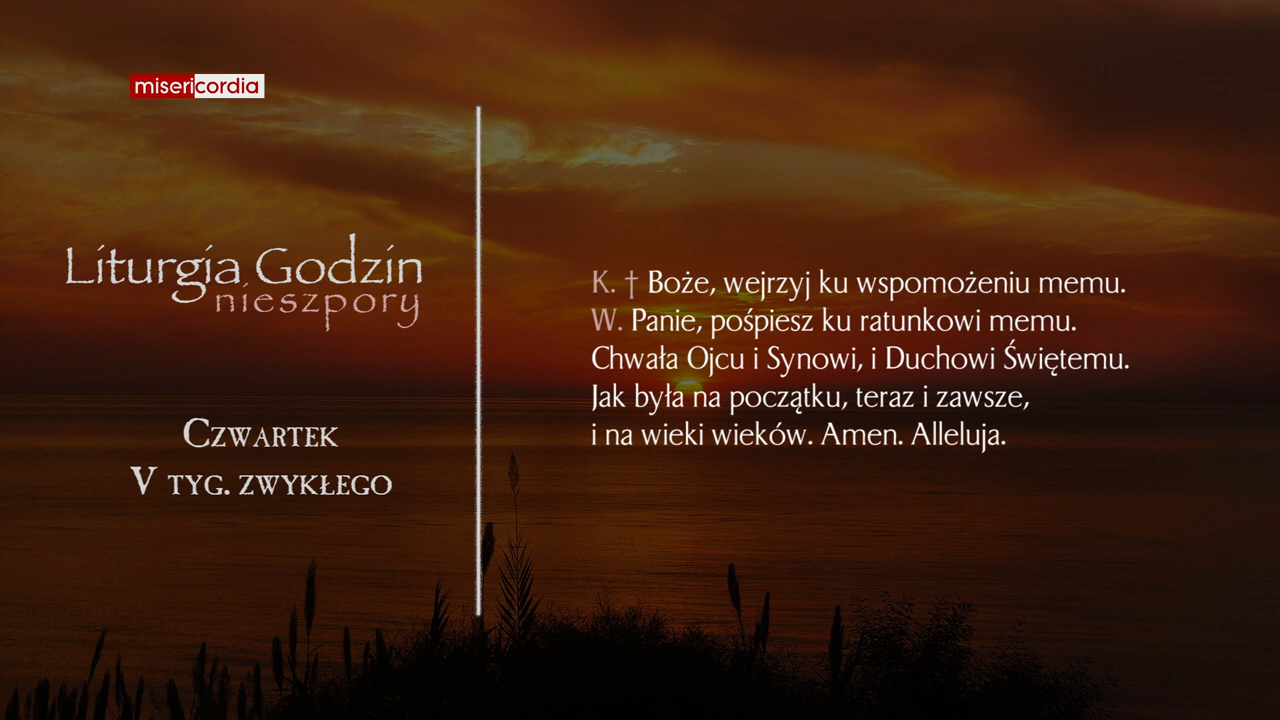 misericordia
Liturgia Godzin
nieszpory
Czwartek
V tyg. zwykłego
K. † Boże, wejrzyj ku wspomożeniu memu.
W. Panie, pośpiesz ku ratunkowi memu.
Chwała Ojcu i Synowi, i Duchowi Świętemu.
Jak była na początku, teraz i zawsze,
i na wieki wieków. Amen. Alleluja.